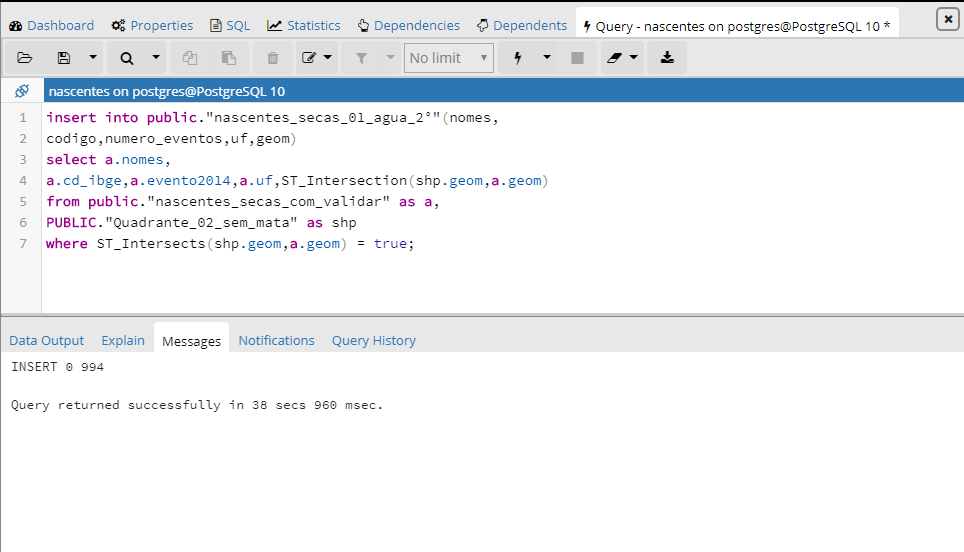 Dashboard Properties SQL Statistics Dependencies Dependents Query - nascentes on postgres@PostgreSQL 10 *
No limit
nascentes on postgres@PostgreSQL 10
1 insert into public."nascentes_secas_01_agua_2°"(nomes,
2 codigo,numero_eventos,uf,geom)
3 select a.nomes,
4 a.cd_ibge,a.evento2014,a.uf,ST_Intersection(shp.geom,a.geom)
5 from public."nascentes_secas_com_validar" as a,
6 PUBLIC."Quadrante_02_sem_mata" as shp
7 where ST_Intersects(shp.geom,a.geom) = true;
Data Output Explain Messages Notifications Query History
INSERT 0 994
Query returned successfully in 38 secs 960 msec.